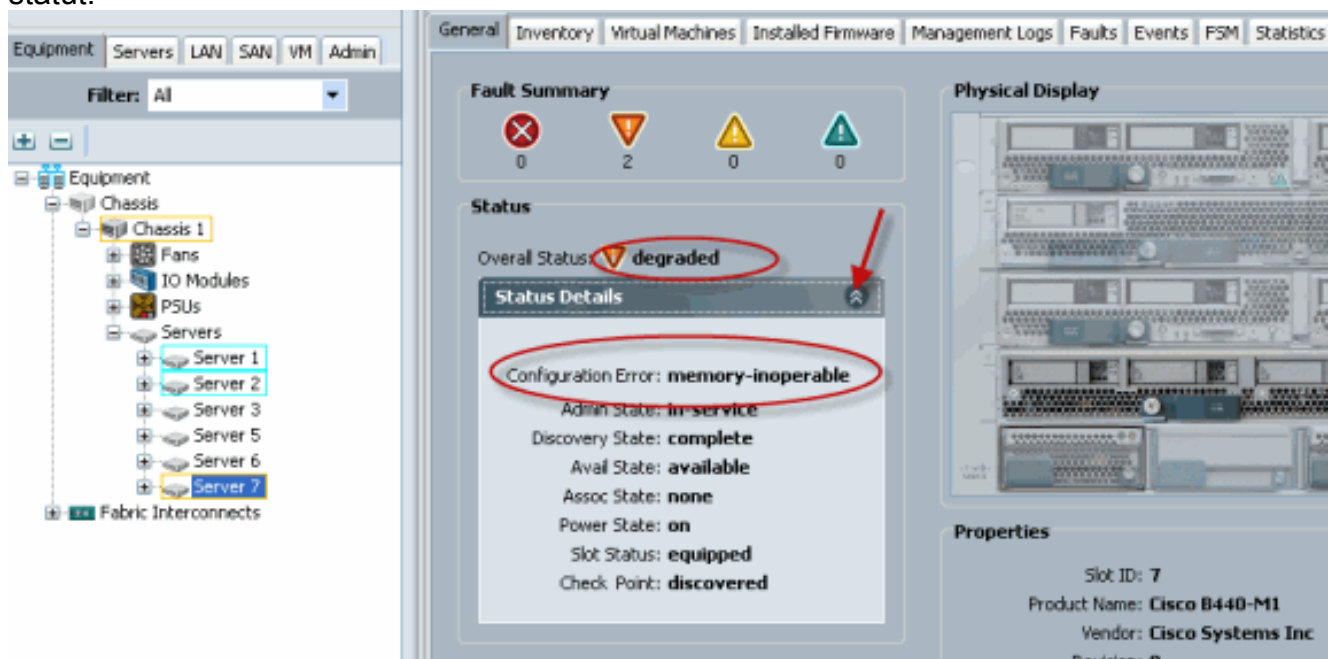 statut.
Equipment Servers LAN SAN VM Admin
Filter: All
Equipment
Chassis
Chassis 1
Fans
IO Modules
PSUs
Servers
Server 1
Server 2
Server 3
Server 5
Server 6
Server 7
Fabric Interconnects
General Inventory Virtual Machines Installed Firmware Management Logs Faults Events FSM Statistics
Fault Summary
0 2 0 0
Status
Overall Status: degraded
Status Details
Configuration Error: memory-inoperable
Admin State: in-service
Discovery State: complete
Avail State: available
Assoc State: none
Power State: on
Slot Status: equipped
Check Point: discovered
Physical Display
Properties
Slot ID: 7
Product Name: Cisco B440-M1
Vendor: Cisco Systems Inc